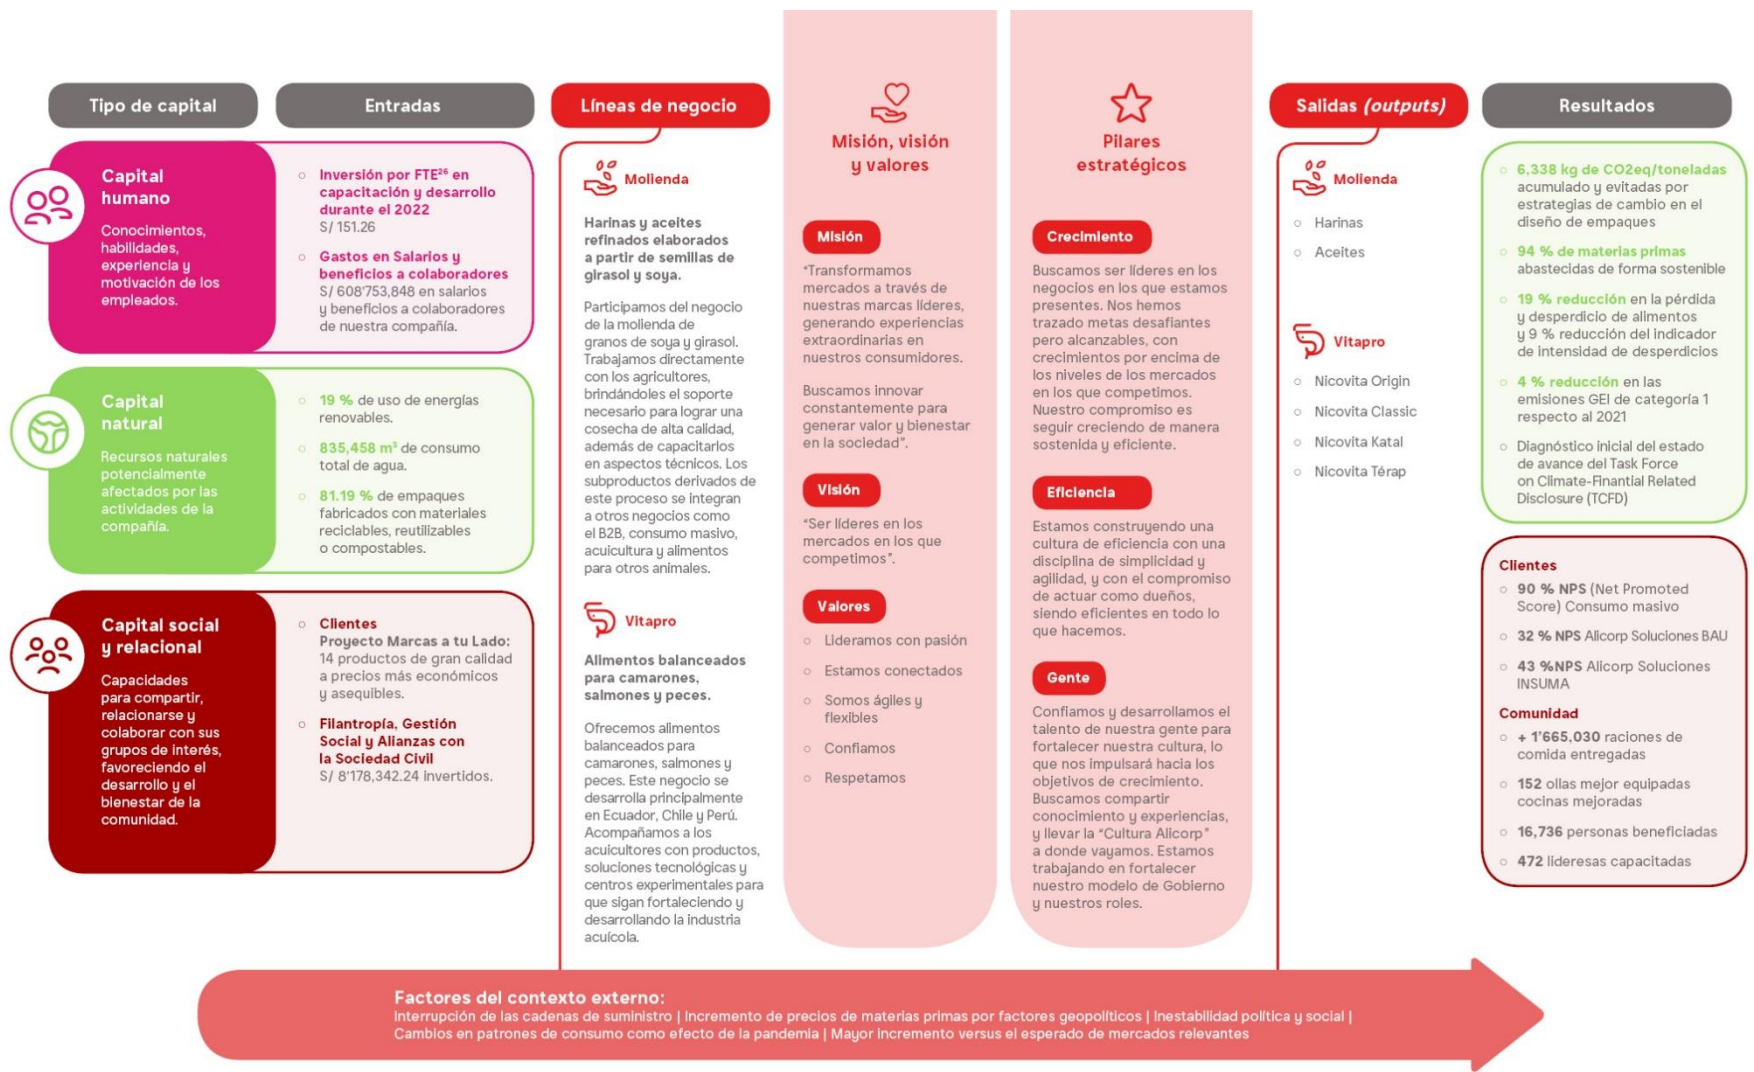 Tipo de capital
Entradas
Líneas de negocio
Misión, visión
y valores
Pilares
estratégicos
Salidas (outputs)
Resultados
Capital
humano
Conocimientos,
habilidades,
experiencia y
motivación de los
empleados.
Inversión por FTE²⁶ en
capacitación y desarrollo
durante el 2022
S/ 151.26
Gastos en Salarios y
beneficios a colaboradores
S/ 608'753,848 en salarios
y beneficios a colaboradores
de nuestra compañía.
Capital
natural
Recursos naturales
potencialmente
afectados por las
actividades de la
compañía.
19 % de uso de energías
renovables.
835,458 m³ de consumo
total de agua.
81.19 % de empaques
fabricados con materiales
reciclables, reutilizables
o compostables.
Capital social
y relacional
Capacidades
para compartir,
relacionarse y
colaborar con sus
grupos de interés,
favoreciendo el
desarrollo y el
bienestar de la
comunidad.
Clientes
Proyecto Marcas a tu Lado:
14 productos de gran calidad
a precios más económicos
y asequibles.
Filantropía, Gestión
Social y Alianzas con
la Sociedad Civil
S/ 8'178,342.24 invertidos.
Molienda
Harinas y aceites
refinados elaborados
a partir de semillas de
girasol y soya.
Participamos del negocio
de la molienda de
granos de soya y girasol.
Trabajamos directamente
con los agricultores,
brindándoles el soporte
necesario para lograr una
cosecha de alta calidad,
además de capacitarlos
en aspectos técnicos. Los
subproductos derivados de
este proceso se integran
a otros negocios como
el B2B, consumo masivo,
acuicultura y alimentos
para otros animales.
Vitapro
Alimentos balanceados
para camarones,
salmones y peces.
Ofrecemos alimentos
balanceados para
camarones, salmones y
peces. Este negocio se
desarrolla principalmente
en Ecuador, Chile y Perú.
Acompañamos a los
acuicultores con productos,
soluciones tecnológicas y
centros experimentales para
que sigan fortaleciendo y
desarrollando la industria
acuícola.
Misión
"Transformamos
mercados a través de
nuestras marcas líderes,
generando experiencias
extraordinarias en
nuestros consumidores.
Buscamos innovar
constantemente para
generar valor y bienestar
en la sociedad".
Visión
"Ser líderes en los
mercados en los que
competimos".
Valores
Lideramos con pasión
Estamos conectados
Somos ágiles y
flexibles
Confiamos
Respetamos
Crecimiento
Buscamos ser líderes en los
negocios en los que estamos
presentes. Nos hemos
trazado metas desafiantes
pero alcanzables, con
crecimientos por encima de
los niveles de los mercados
en los que competimos.
Nuestro compromiso es
seguir creciendo de manera
sostenida y eficiente.
Eficiencia
Estamos construyendo una
cultura de eficiencia con una
disciplina de simplicidad y
agilidad, y con el compromiso
de actuar como dueños,
siendo eficientes en todo lo
que hacemos.
Gente
Confiamos y desarrollamos el
talento de nuestra gente para
fortalecer nuestra cultura, lo
que nos impulsará hacia los
objetivos de crecimiento.
Buscamos compartir
conocimiento y experiencias,
y llevar la "Cultura Alicorp"
a donde vayamos. Estamos
trabajando en fortalecer
nuestro modelo de Gobierno
y nuestros roles.
Molienda
Harinas
Aceites
Vitapro
Nicovita Origin
Nicovita Classic
Nicovita Katal
Nicovita Térap
6,338 kg de CO2eq/toneladas
acumulado y evitadas por
estrategias de cambio en el
diseño de empaques
94 % de materias primas
abastecidas de forma sostenible
19 % reducción en la pérdida
y desperdicio de alimentos
y 9 % reducción del indicador
de intensidad de desperdicios
4 % reducción en las
emisiones GEI de categoría 1
respecto al 2021
Diagnóstico inicial del estado
de avance del Task Force
on Climate-Finantial Related
Disclosure (TCFD)
Clientes
90 % NPS (Net Promoted
Score) Consumo masivo
32 % NPS Alicorp Soluciones BAU
43 %NPS Alicorp Soluciones
INSUMA
Comunidad
+ 1'665,030 raciones de
comida entregadas
152 ollas mejor equipadas
cocinas mejoradas
16,736 personas beneficiadas
472 lideresas capacitadas
Factores del contexto externo:
Interrupción de las cadenas de suministro | Incremento de precios de materias primas por factores geopolíticos | Inestabilidad política y social |
Cambios en patrones de consumo como efecto de la pandemia | Mayor incremento versus el esperado de mercados relevantes